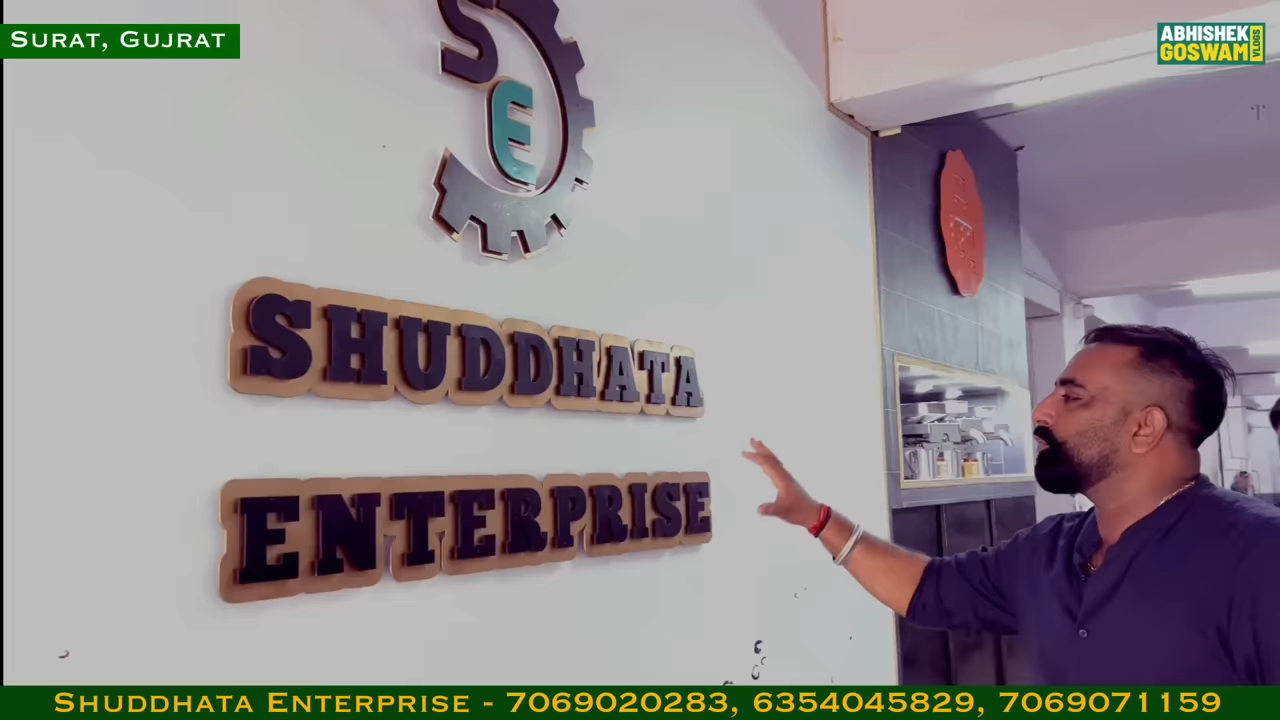 SURAT, GUJRAT
ABHISHEK
GOSWAMI
VLOGS
SE
SHUDDHATA
ENTERPRISE
SHUDDHATA ENTERPRISE - 7069020283, 6354045829, 7069071159